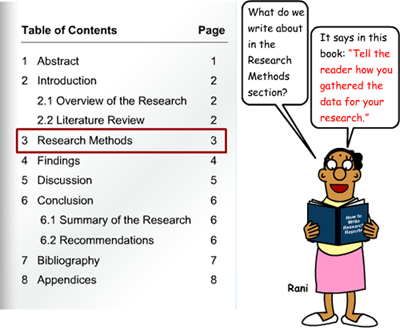 Table of Contents Page
1 Abstract 1
2 Introduction 2
2.1 Overview of the Research 2
2.2 Literature Review 2
3 Research Methods 3
4 Findings 4
5 Discussion 5
6 Conclusion 6
6.1 Summary of the Research 6
6.2 Recommendations 6
7 Bibliography 7
8 Appendices 8
What do we
write about
in the
Research
Methods
section?
It says in this
book: “Tell the
reader how you
gathered the
data for your
research.”
How to
Write
Research
Reports
Rani